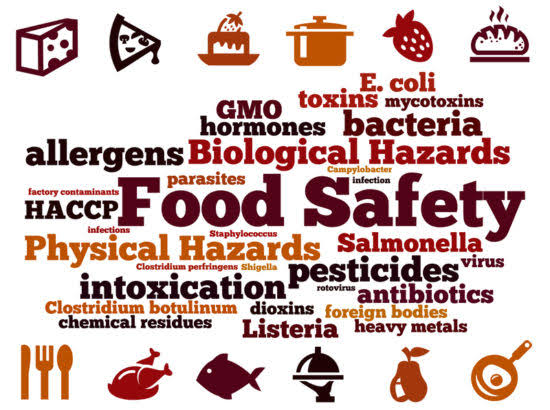 E. coli
GMO
toxins
mycotoxins
hormones
bacteria
allergens
Biological Hazards
parasites
Campylobacter
infection
factory contaminants
Food Safety
HACCP
infections
Staphylococcus
Physical Hazards
Salmonella
Clostridium perfringens
Shigella
pesticides
virus
intoxication
rotovirus
antibiotics
Clostridium botulinum
dioxins
foreign bodies
chemical residues
Listeria
heavy metals